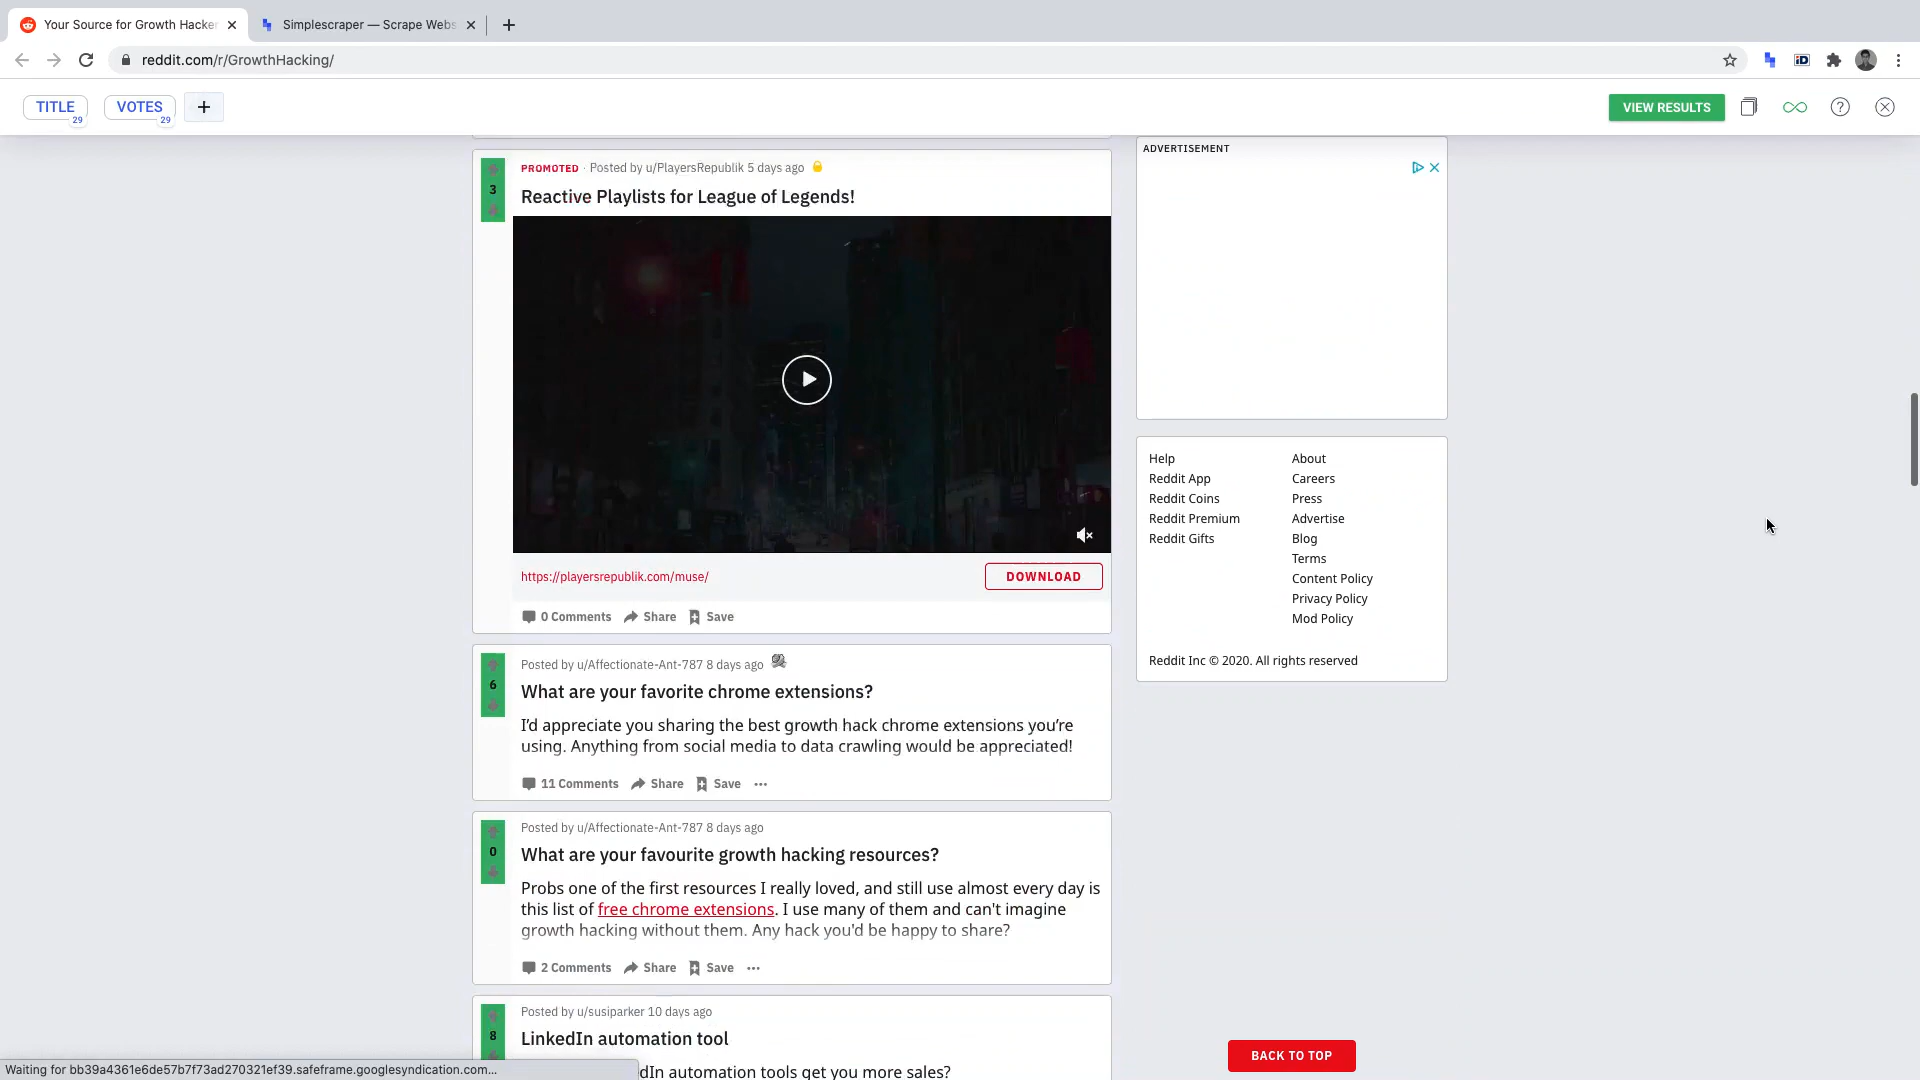 Your Source for Growth Hacker
Simplescraper — Scrape Webs
reddit.com/r/GrowthHacking/
TITLE
29
VOTES
29
VIEW RESULTS
PROMOTED · Posted by u/PlayersRepublik 5 days ago
3
Reactive Playlists for League of Legends!
https://playersrepublik.com/muse/
DOWNLOAD
0 Comments Share Save
Posted by u/Affectionate-Ant-787 8 days ago
6
What are your favorite chrome extensions?
I'd appreciate you sharing the best growth hack chrome extensions you're
using. Anything from social media to data crawling would be appreciated!
11 Comments Share Save
Posted by u/Affectionate-Ant-787 8 days ago
0
What are your favourite growth hacking resources?
Probs one of the first resources I really loved, and still use almost every day is
this list of free chrome extensions. I use many of them and can't imagine
growth hacking without them. Any hack you'd be happy to share?
2 Comments Share Save
Posted by u/susiparker 10 days ago
8
LinkedIn automation tool
dIn automation tools get you more sales?
ADVERTISEMENT
Help About
Reddit App Careers
Reddit Coins Press
Reddit Premium Advertise
Reddit Gifts Blog
Terms
Content Policy
Privacy Policy
Mod Policy
Reddit Inc © 2020. All rights reserved
BACK TO TOP
Waiting for bb39a4361e6de57b7f73ad270321ef39.safeframe.googlesyndication.com...